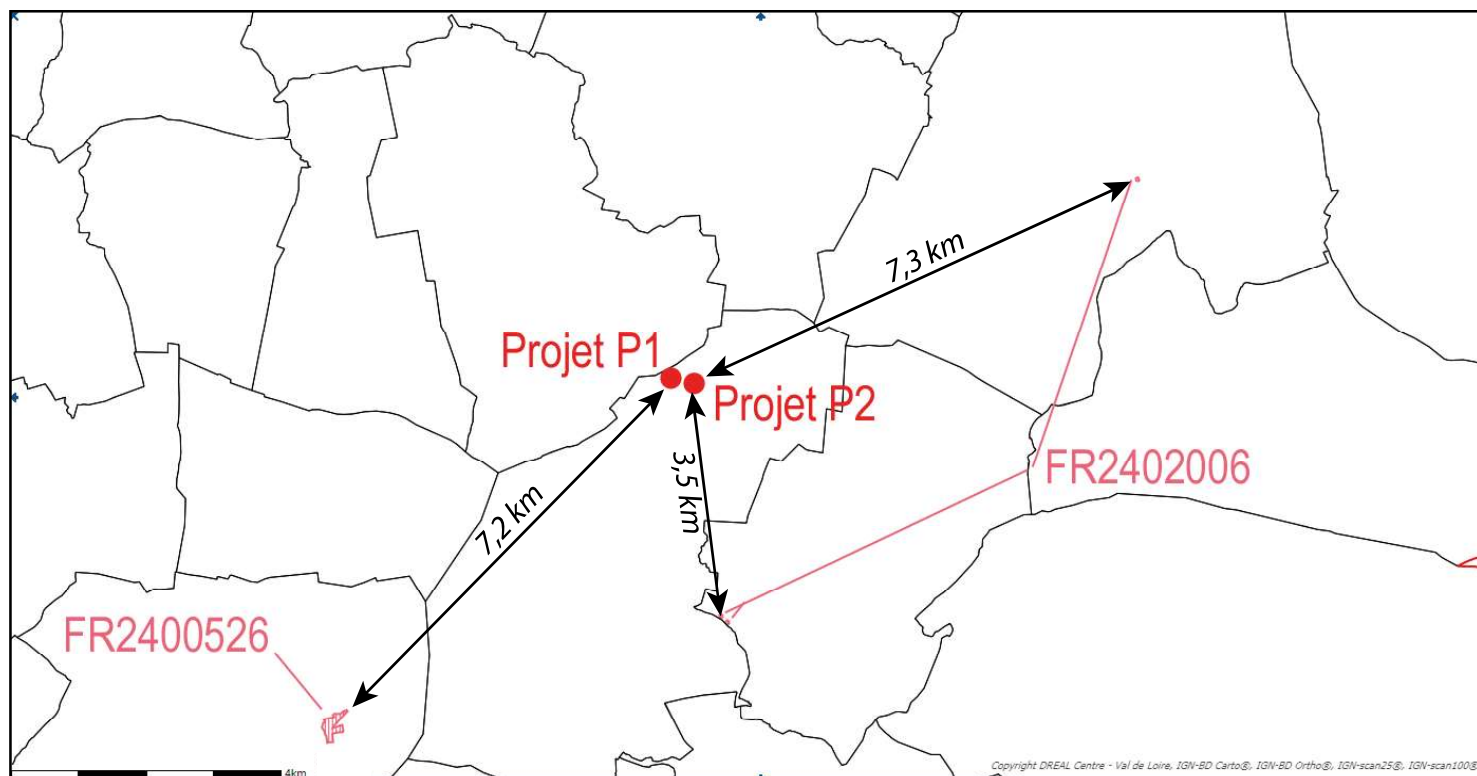 7,3 km
Projet P1
Projet P2
3,5 km
FR2402006
7,2 km
FR2400526
4km
Copyright DREAL Centre - Val de Loire, IGN-BD Carto®, IGN-BD Ortho®, IGN-scan25®, IGN-scan100®